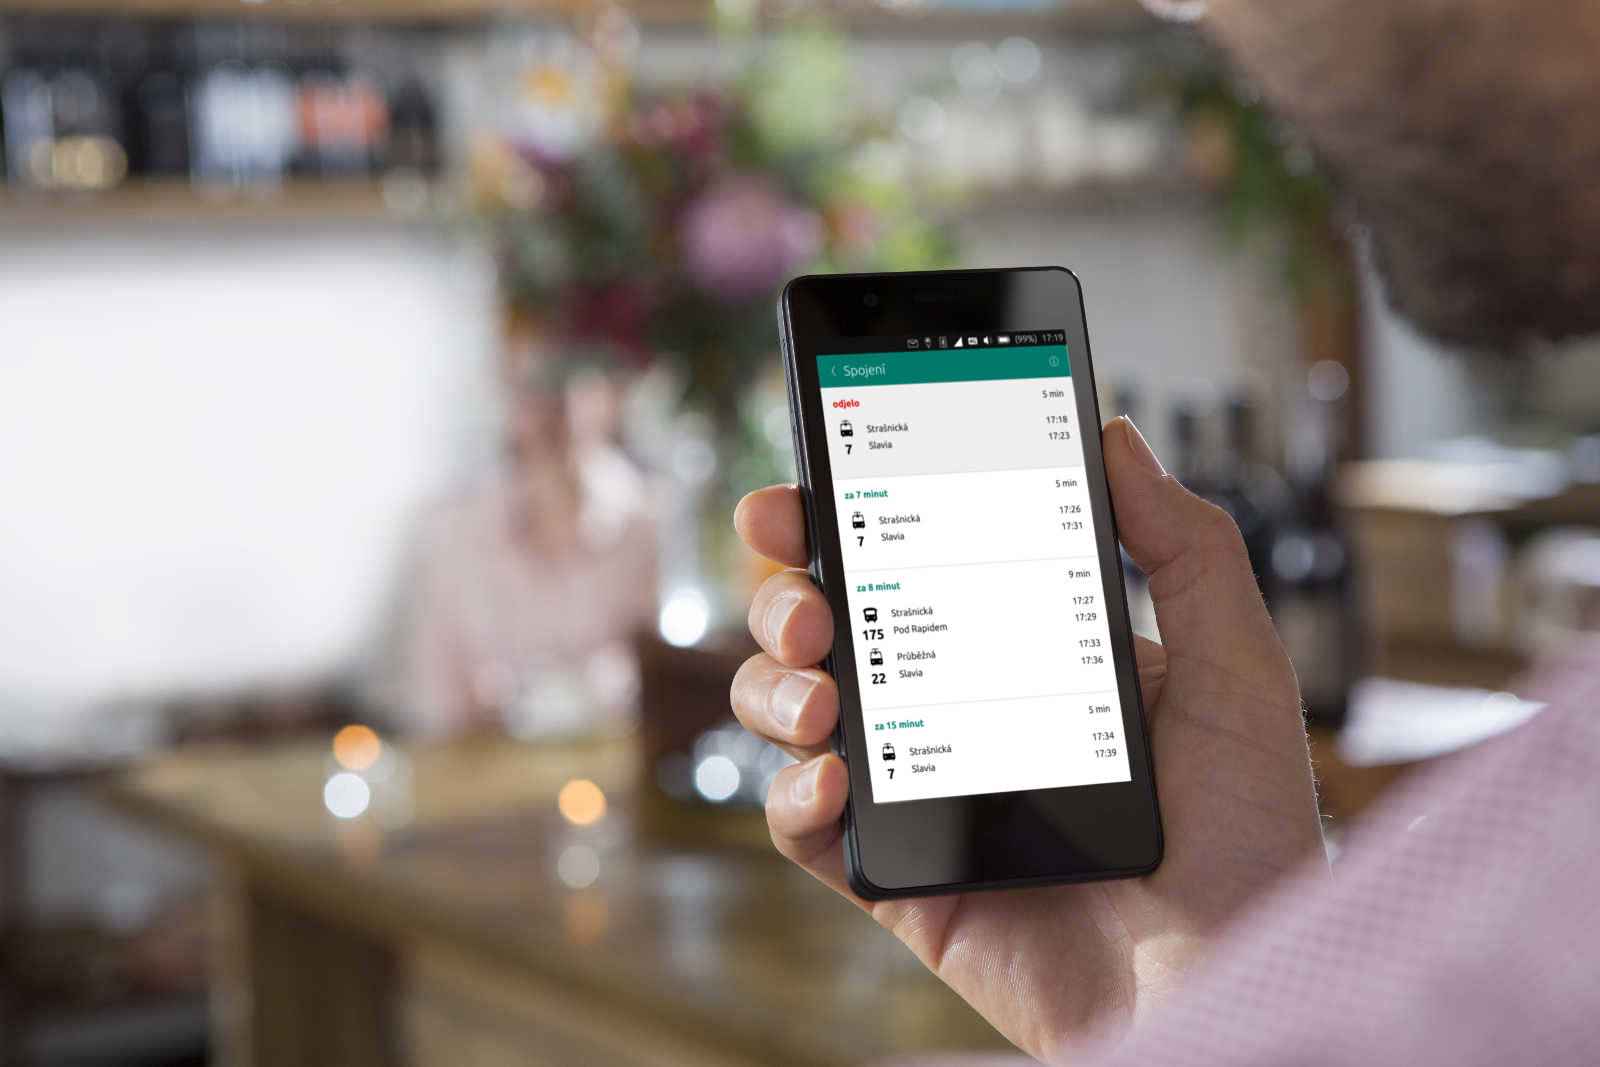 4G (99%) 17:19
Spojení
odjelo 5 min
Strašnická 17:18
7 Slavia 17:23
za 7 minut 5 min
Strašnická 17:26
7 Slavia 17:31
za 8 minut 9 min
Strašnická 17:27
175 Pod Rapidem 17:29
Průběžná 17:33
22 Slavia 17:36
za 15 minut 5 min
Strašnická 17:34
7 Slavia 17:39